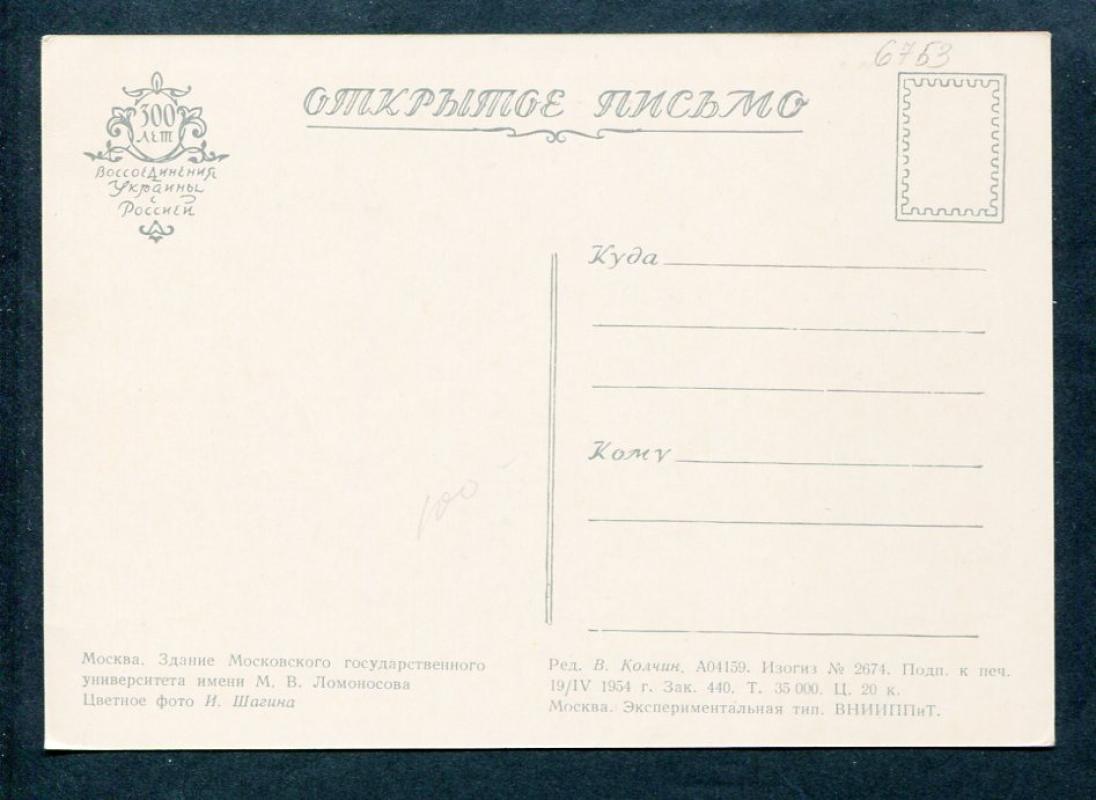 6753
ОТКРЫТОЕ ПИСЬМО
300
ЛЕТ
ВОССОЕДИНЕНИЯ
УКРАИНЫ
С
РОССИЕЙ
Куда
Кому
100
Москва. Здание Московского государственного
университета имени М. В. Ломоносова
Цветное фото И. Шагина
Ред. В. Колчин. А04159. Изогиз № 2674. Подп. к печ.
19/IV 1954 г. Зак. 440. Т. 35 000. Ц. 20 к.
Москва. Экспериментальная тип. ВНИИППиТ.